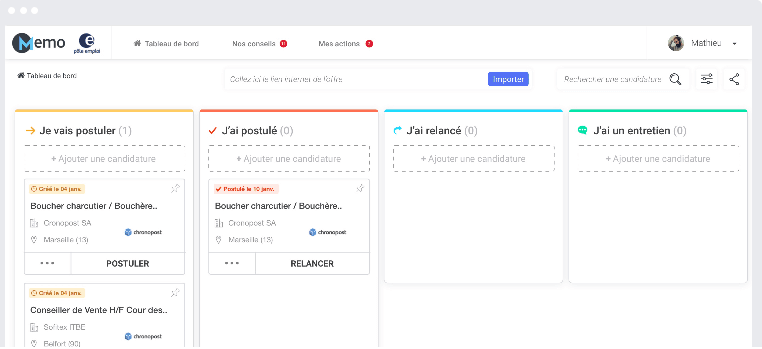 Memo
pôle emploi
Tableau de bord
Nos conseils
Mes actions
Mathieu
Tableau de bord
Collez ici le lien internet de l'offre
Importer
Rechercher une candidature
Je vais postuler (1)
+ Ajouter une candidature
Créé le 04 janv.
Boucher charcutier / Bouchère..
Cronopost SA
Marseille (13)
chronopost
POSTULER
Créé le 04 janv.
Conseiller de Vente H/F Cour des..
Sofitex ITBE
Belfort (90)
chronopost
J'ai postulé (0)
+ Ajouter une candidature
Postulé le 10 janv.
Boucher charcutier / Bouchère..
Cronopost SA
Marseille (13)
chronopost
RELANCER
J'ai relancé (0)
+ Ajouter une candidature
J'ai un entretien (0)
+ Ajouter une candidature